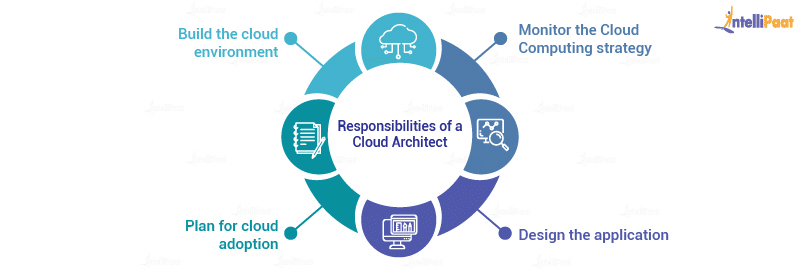 Build the cloud
environment
Monitor the Cloud
Computing strategy
IntelliPaat
Responsibilities of a
Cloud Architect
Plan for cloud
adoption
Design the application